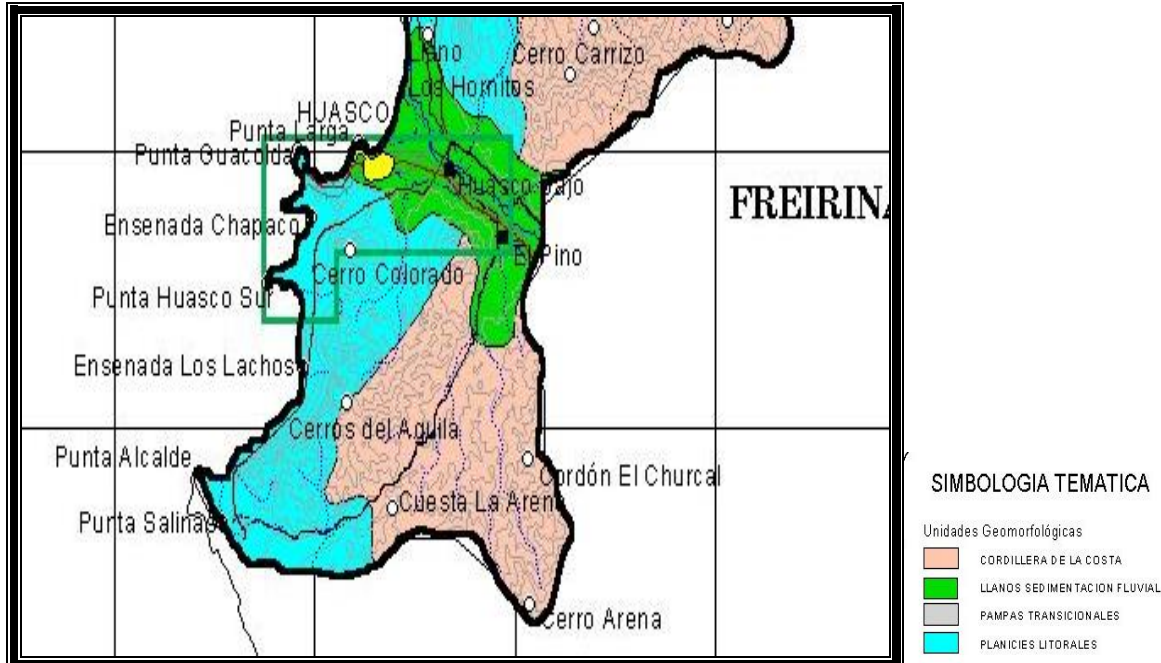 Llano
Los Hornitos
Cerro Carrizo
HUASCO
Punta Larga
Punta Guacolda
Huasco Bajo
FREIRINA
Ensenada Chapaco
El Pino
Cerro Colorado
Punta Huasco Sur
Ensenada Los Lachos
Cerros del Aguila
Punta Alcalde
Cordón El Churcal
Cuesta La Arena
Punta Salinas
Cerro Arena
SIMBOLOGIA TEMATICA
Unidades Geomorfológicas
CORDILLERA DE LA COSTA
LLANOS SEDIMENTACION FLUVIAL
PAMPAS TRANSICIONALES
PLANICIES LITORALES